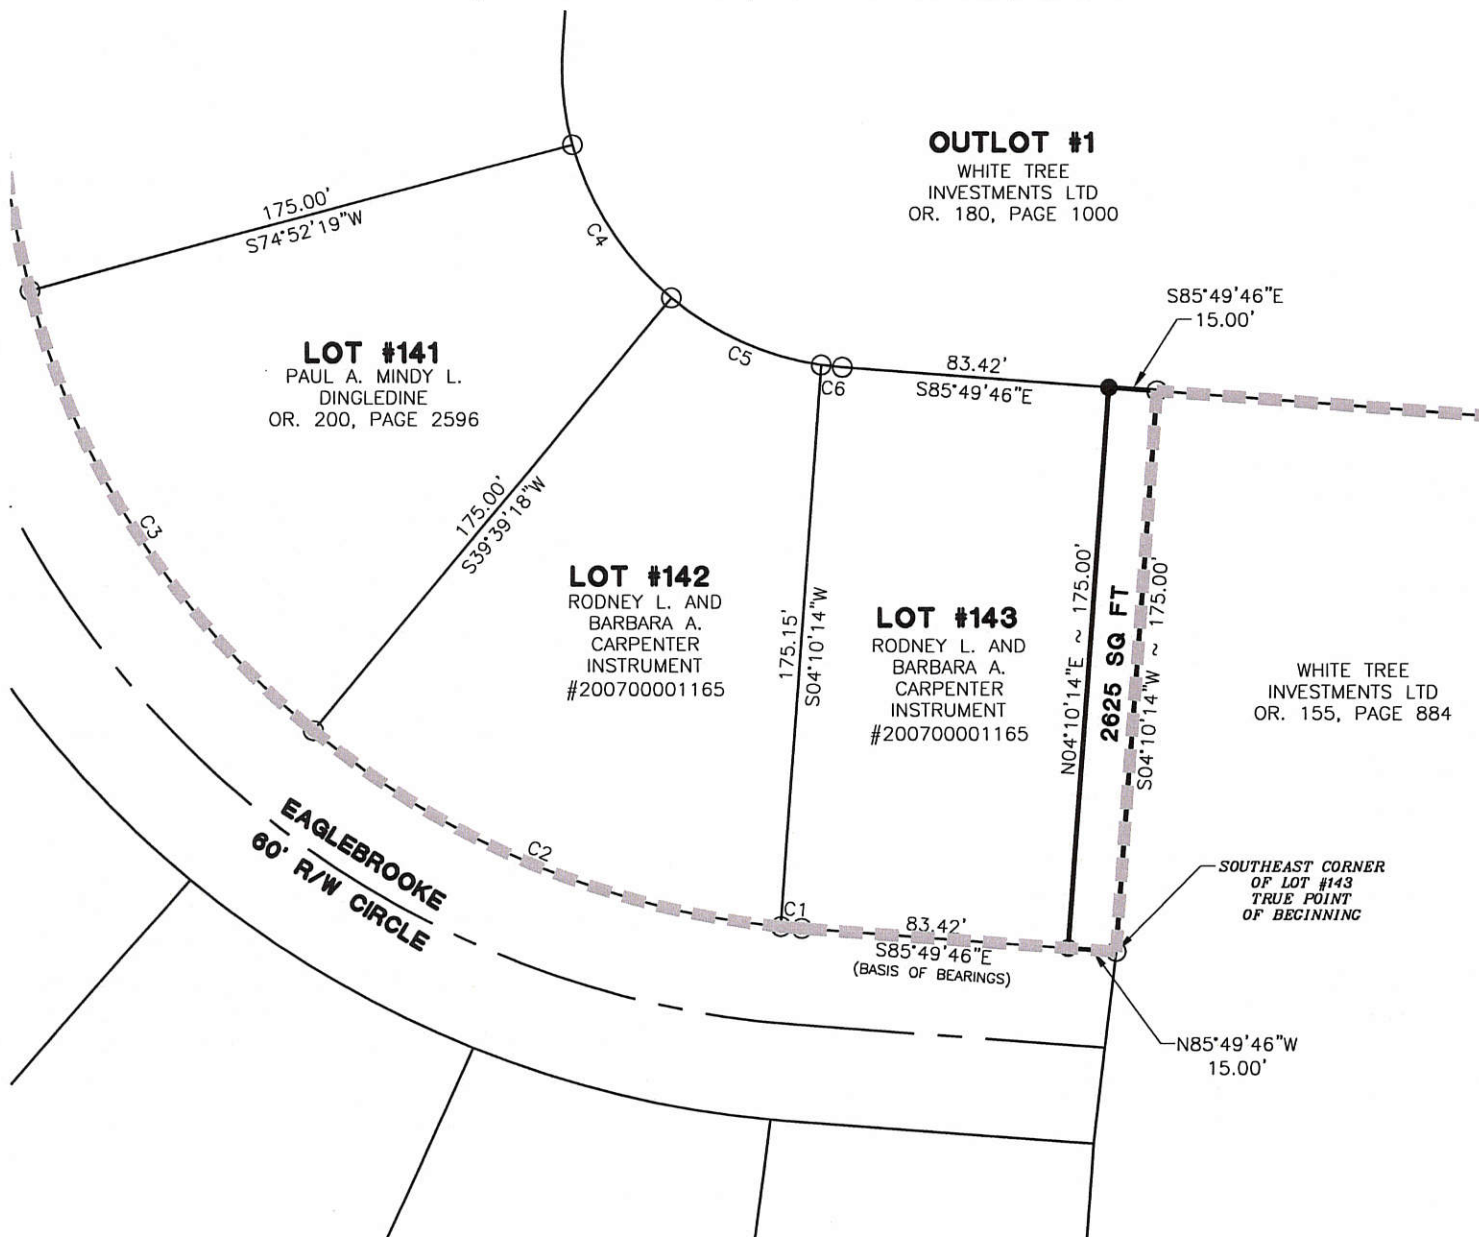 OUTLOT #1
WHITE TREE
INVESTMENTS LTD
OR. 180, PAGE 1000
175.00'
S74°52'19"W
C4
S85°49'46"E
15.00'
LOT #141
PAUL A. MINDY L.
DINGLEDINE
OR. 200, PAGE 2596
C5
C6
83.42'
S85°49'46"E
C3
175.00'
S39°39'18"W
LOT #142
RODNEY L. AND
BARBARA A.
CARPENTER
INSTRUMENT
#200700001165
175.15'
S04°10'14"W
LOT #143
RODNEY L. AND
BARBARA A.
CARPENTER
INSTRUMENT
#200700001165
N04°10'14"E ~ 175.00'
2625 SQ FT
S04°10'14"W ~ 175.00'
WHITE TREE
INVESTMENTS LTD
OR. 155, PAGE 884
EAGLEBROOKE
60' R/W CIRCLE
C2
C1
83.42'
S85°49'46"E
(BASIS OF BEARINGS)
SOUTHEAST CORNER
OF LOT #143
TRUE POINT
OF BEGINNING
N85°49'46"W
15.00'